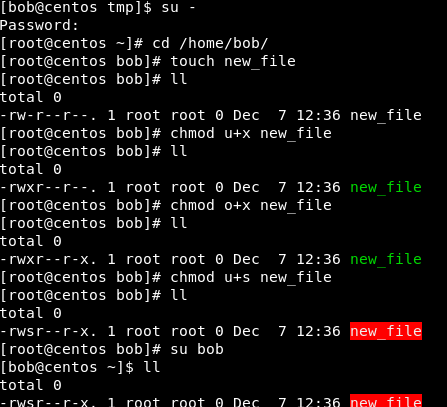 [bob@centos tmp]$ su -
Password:
[root@centos ~]# cd /home/bob/
[root@centos bob]# touch new_file
[root@centos bob]# ll
total 0
-rw-r--r--. 1 root root 0 Dec  7 12:36 new_file
[root@centos bob]# chmod u+x new_file
[root@centos bob]# ll
total 0
-rwxr--r--. 1 root root 0 Dec  7 12:36 new_file
[root@centos bob]# chmod o+x new_file
[root@centos bob]# ll
total 0
-rwxr--r-x. 1 root root 0 Dec  7 12:36 new_file
[root@centos bob]# chmod u+s new_file
[root@centos bob]# ll
total 0
-rwsr--r-x. 1 root root 0 Dec  7 12:36 new_file
[root@centos bob]# su bob
[bob@centos ~]$ ll
total 0
-rwsr--r-x. 1 root root 0 Dec  7 12:36 new_file